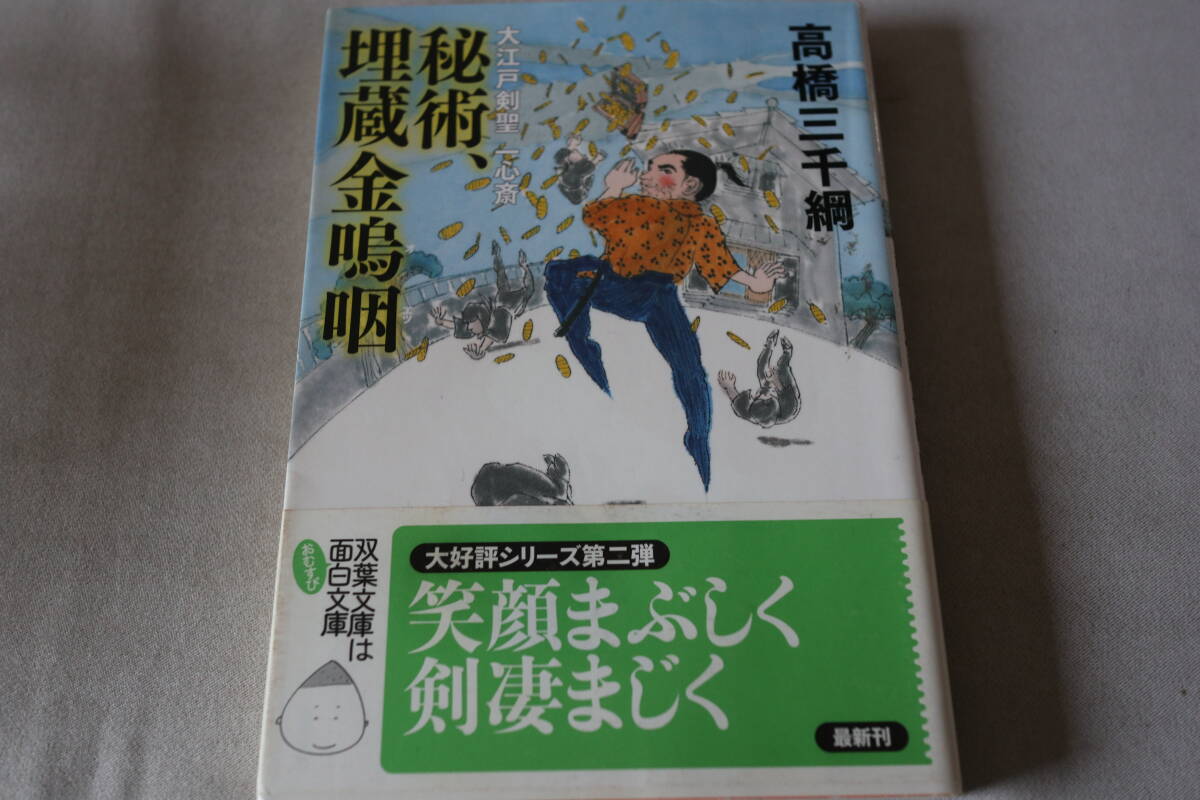 高橋三千綱
大江戸剣聖 一心斎
秘術、
埋蔵金嗚咽
双葉文庫は
面白文庫
おむすび
大好評シリーズ第二弾
笑顔まぶしく
剣凄まじく
最新刊